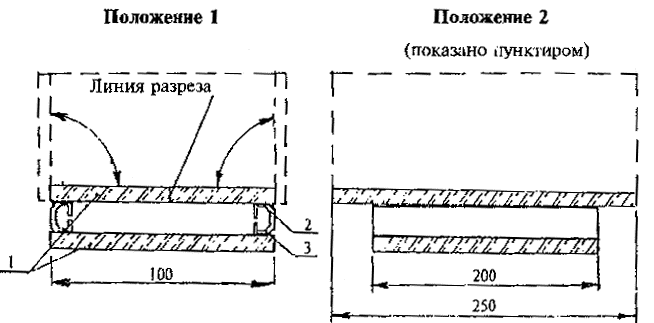 Положение 1
Положение 2
(показано пунктиром)
Линия разреза
2
3
1
100
200
250